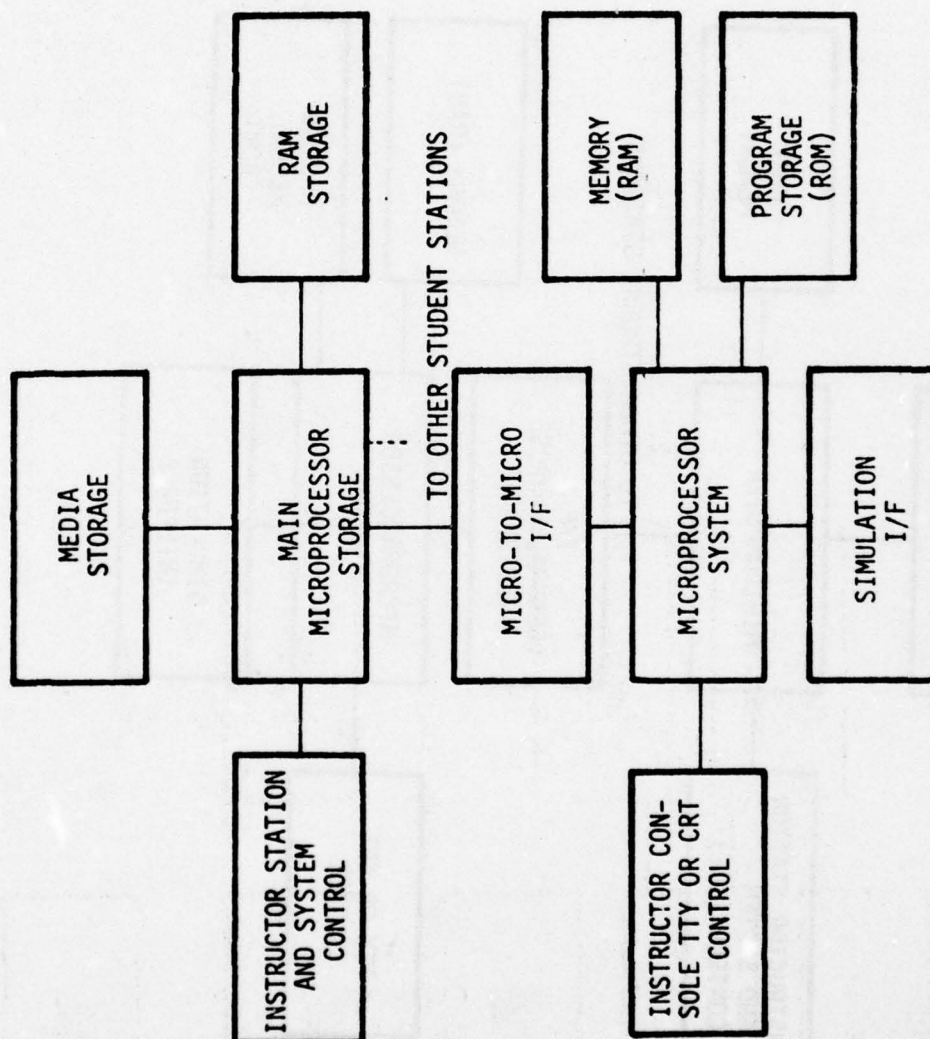 MEDIA
STORAGE
INSTRUCTOR STATION
AND SYSTEM
CONTROL
MAIN
MICROPROCESSOR
STORAGE
RAM
STORAGE
TO OTHER STUDENT STATIONS
MICRO-TO-MICRO
I/F
INSTRUCTOR CON-
SOLE TTY OR CRT
CONTROL
MICROPROCESSOR
SYSTEM
MEMORY
(RAM)
PROGRAM
STORAGE
(ROM)
SIMULATION
I/F